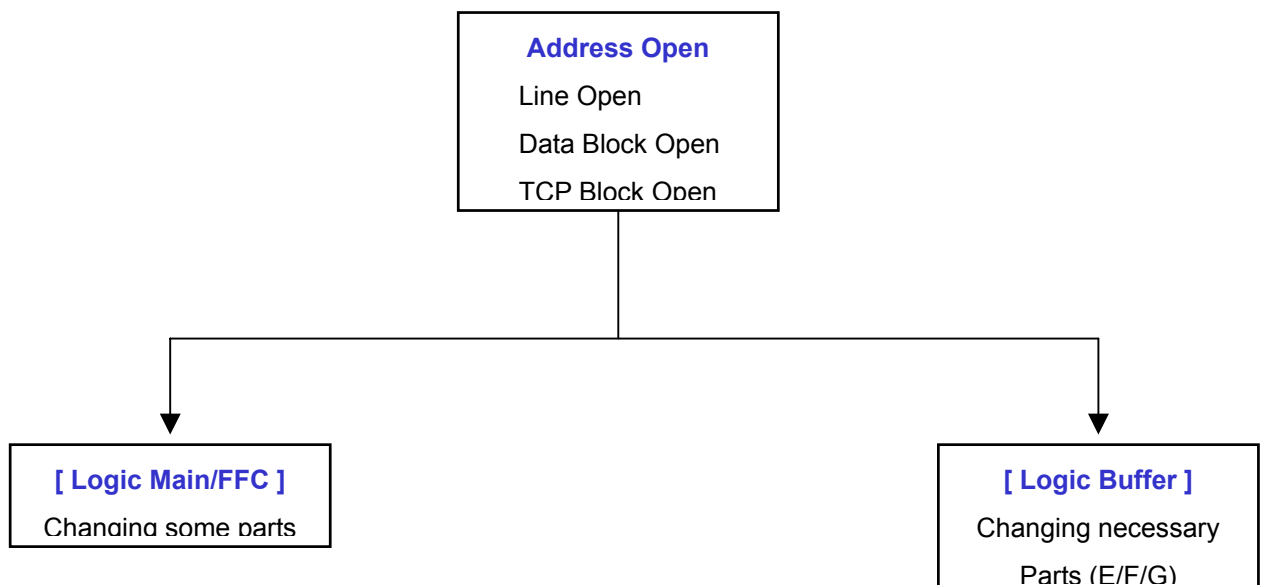 Address Open
Line Open
Data Block Open
TCP Block Open
[ Logic Main/FFC ]
Changing some parts
[ Logic Buffer ]
Changing necessary
Parts (E/F/G)